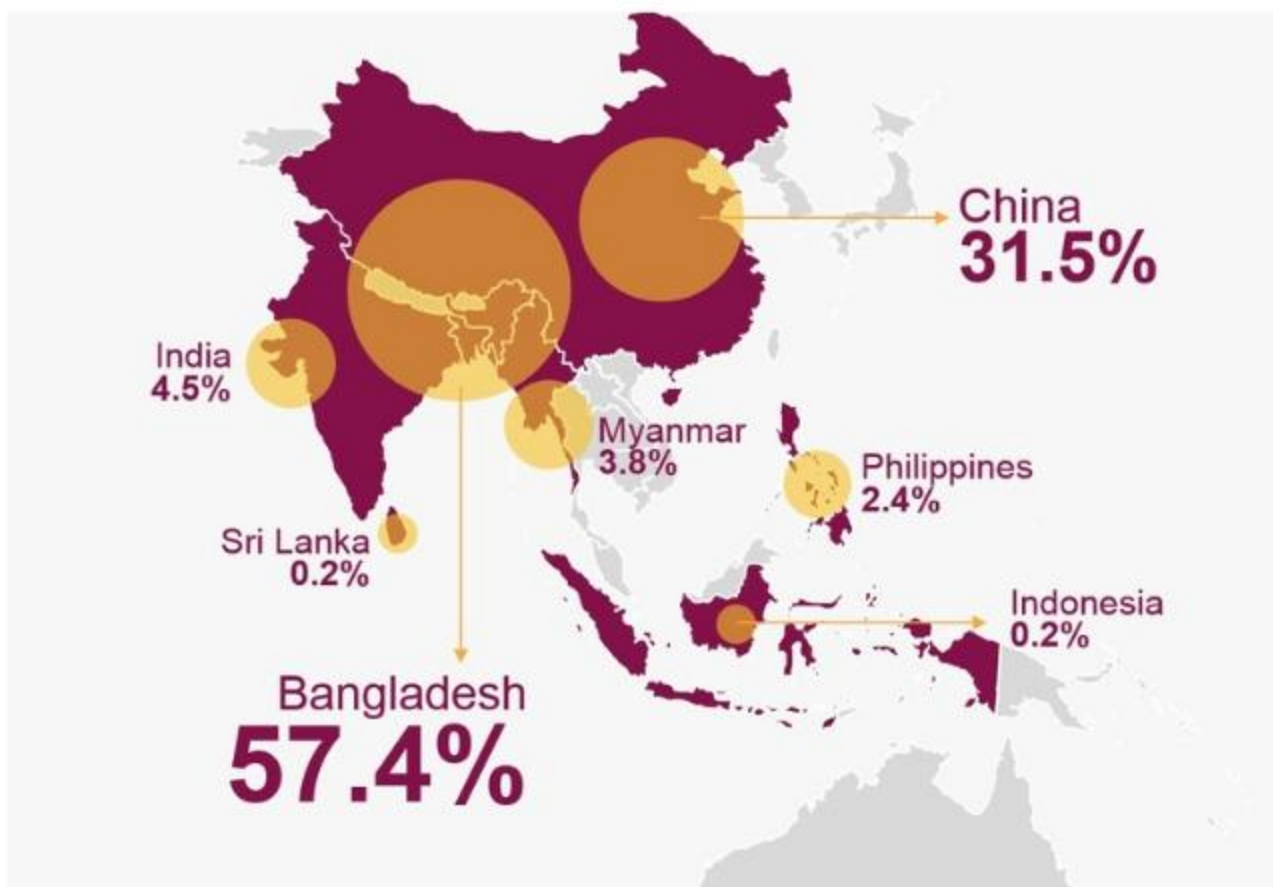 China
31.5%
India
4.5%
Myanmar
3.8%
Philippines
2.4%
Sri Lanka
0.2%
Indonesia
0.2%
Bangladesh
57.4%